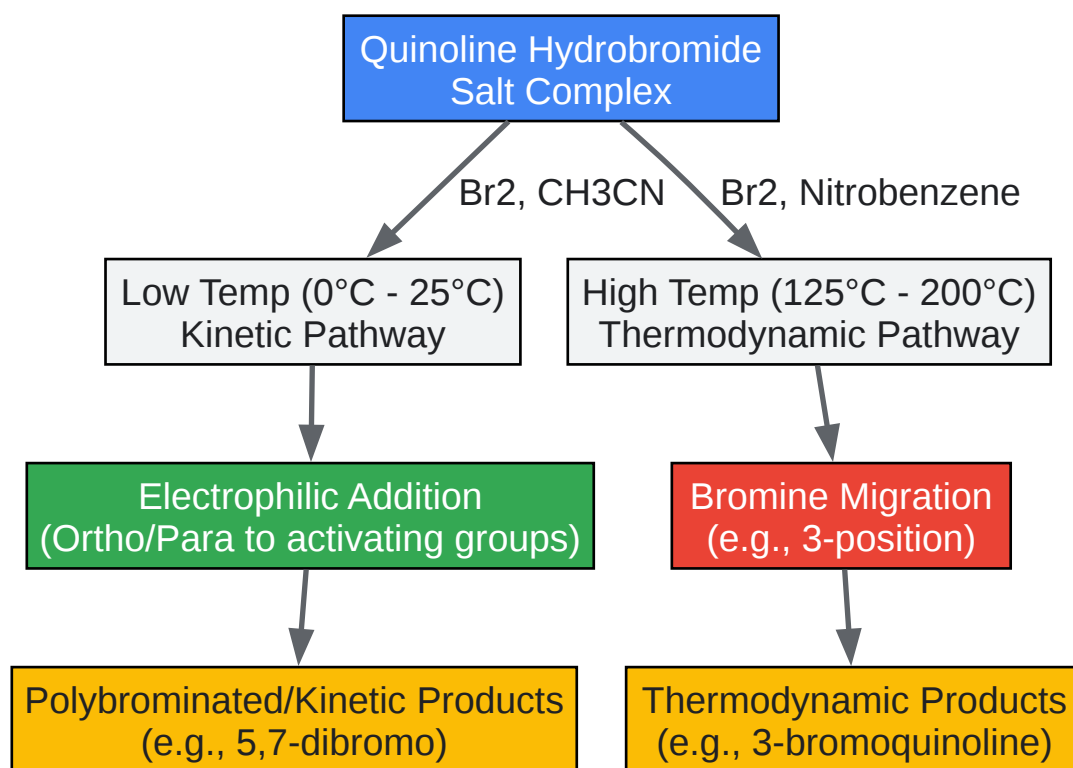 Quinoline Hydrobromide
Salt Complex
Br2, CH3CN
Br2, Nitrobenzene
Low Temp (0°C - 25°C)
Kinetic Pathway
High Temp (125°C - 200°C)
Thermodynamic Pathway
Electrophilic Addition
(Ortho/Para to activating groups)
Bromine Migration
(e.g., 3-position)
Polybrominated/Kinetic Products
(e.g., 5,7-dibromo)
Thermodynamic Products
(e.g., 3-bromoquinoline)